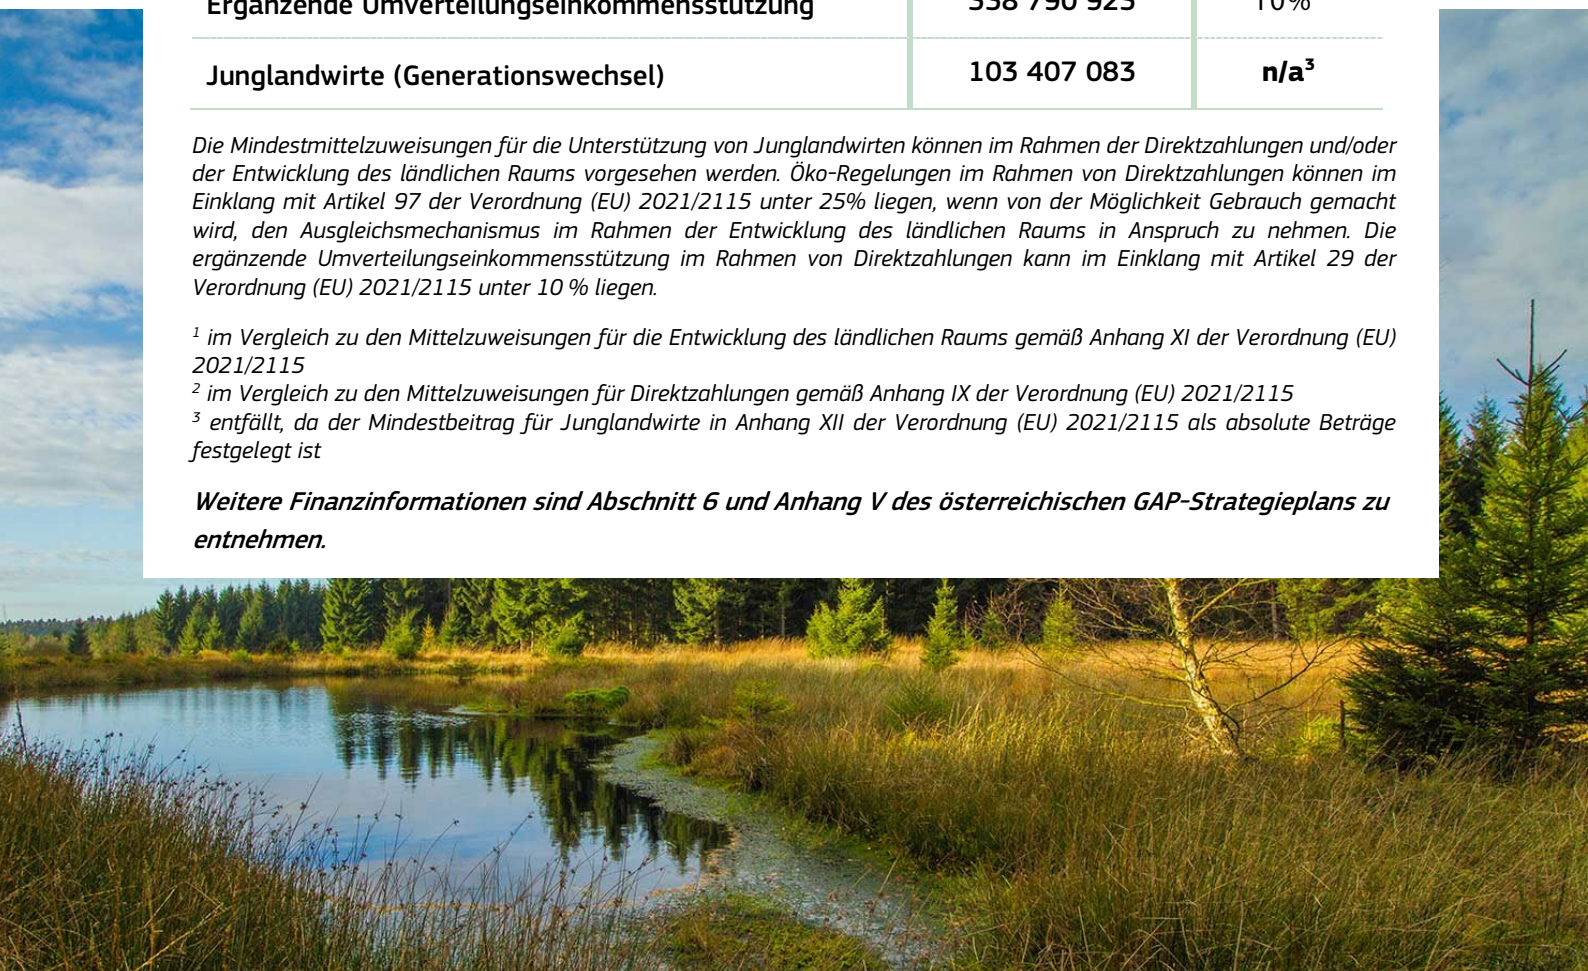 Ergänzende Umverteilungseinkommensstützung 338 790 923 10%
Junglandwirte (Generationswechsel) 103 407 083 n/a³
Die Mindestmittelzuweisungen für die Unterstützung von Junglandwirten können im Rahmen der Direktzahlungen und/oder
der Entwicklung des ländlichen Raums vorgesehen werden. Öko-Regelungen im Rahmen von Direktzahlungen können im
Einklang mit Artikel 97 der Verordnung (EU) 2021/2115 unter 25% liegen, wenn von der Möglichkeit Gebrauch gemacht
wird, den Ausgleichsmechanismus im Rahmen der Entwicklung des ländlichen Raums in Anspruch zu nehmen. Die
ergänzende Umverteilungseinkommensstützung im Rahmen von Direktzahlungen kann im Einklang mit Artikel 29 der
Verordnung (EU) 2021/2115 unter 10 % liegen.
¹ im Vergleich zu den Mittelzuweisungen für die Entwicklung des ländlichen Raums gemäß Anhang XI der Verordnung (EU)
2021/2115
² im Vergleich zu den Mittelzuweisungen für Direktzahlungen gemäß Anhang IX der Verordnung (EU) 2021/2115
³ entfällt, da der Mindestbeitrag für Junglandwirte in Anhang XII der Verordnung (EU) 2021/2115 als absolute Beträge
festgelegt ist
Weitere Finanzinformationen sind Abschnitt 6 und Anhang V des österreichischen GAP-Strategieplans zu
entnehmen.